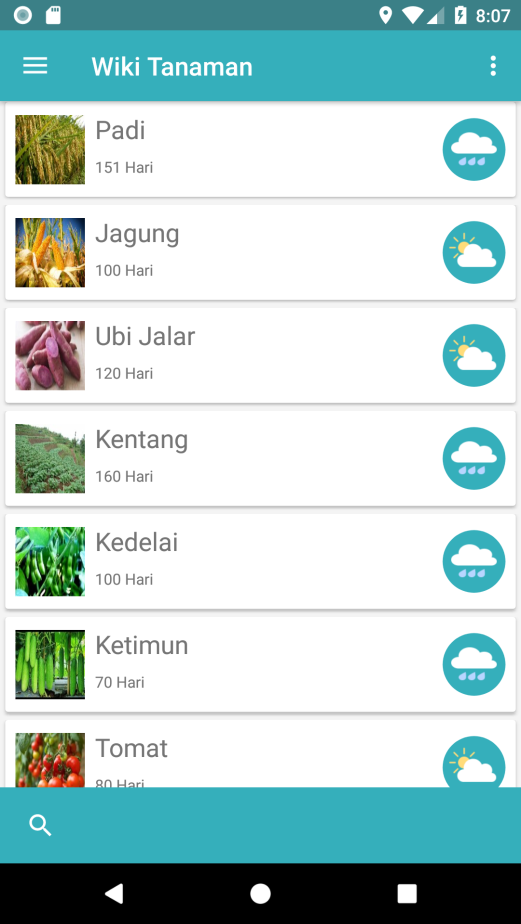 8:07
Wiki Tanaman
Padi
151 Hari
Jagung
100 Hari
Ubi Jalar
120 Hari
Kentang
160 Hari
Kedelai
100 Hari
Ketimun
70 Hari
Tomat
80 Hari